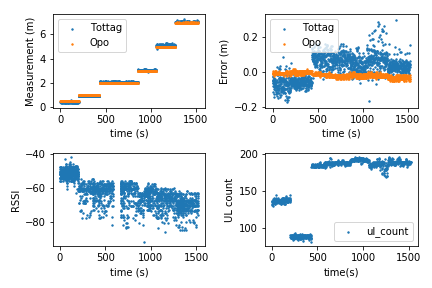 Measurement (m)
6
4
2
0
Tottag
Opo
0 500 1000 1500
time (s)
Error (m)
0.2
0.0
−0.2
Tottag
Opo
0 500 1000 1500
time (s)
RSSI
−40
−60
−80
0 500 1000 1500
time (s)
UL count
200
150
100
ul_count
0 500 1000 1500
time(s)